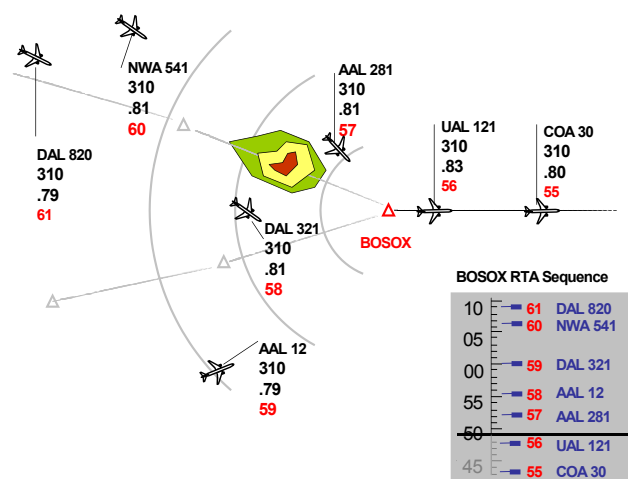 NWA 541
310
.81
60
AAL 281
310
.81
57
UAL 121
310
.83
56
COA 30
310
.80
55
DAL 820
310
.79
61
DAL 321
310
.81
58
BOSOX
AAL 12
310
.79
59
BOSOX RTA Sequence
10
61 DAL 820
60 NWA 541
05
59 DAL 321
00
58 AAL 12
55
57 AAL 281
50
56 UAL 121
45
55 COA 30